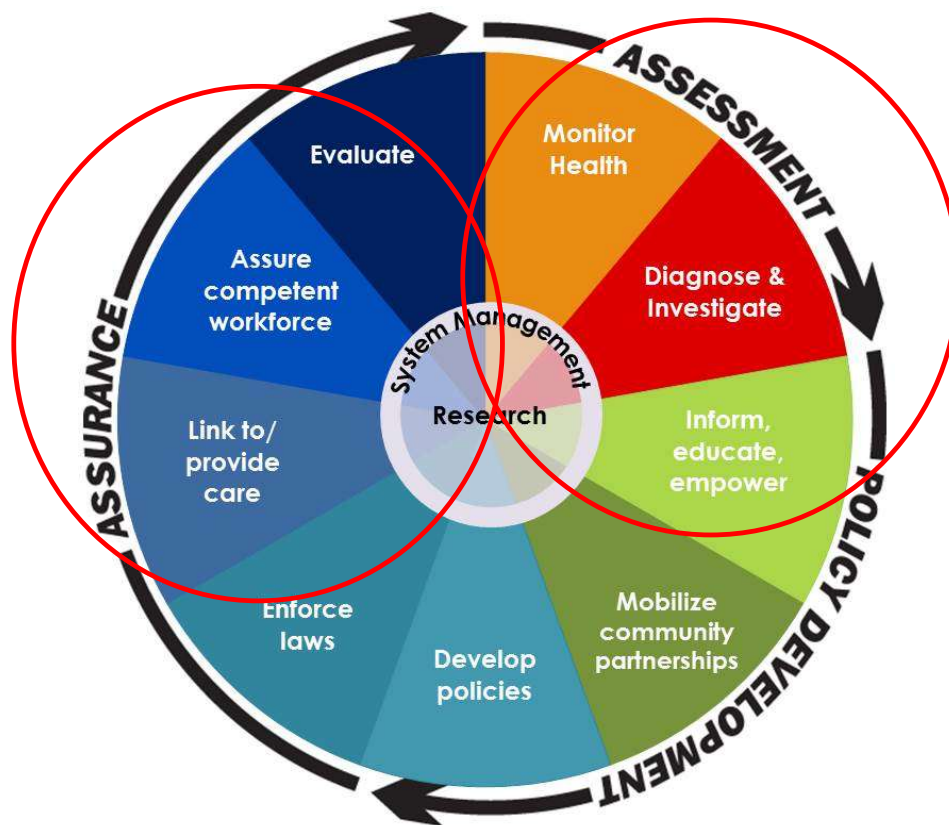 ASSESSMENT
Monitor
Health
Diagnose &
Investigate
Inform,
educate,
empower
POLICY DEVELOPMENT
Mobilize
community
partnerships
Develop
policies
Enforce
laws
ASSURANCE
Link to/
provide
care
Assure
competent
workforce
Evaluate
System Management
Research